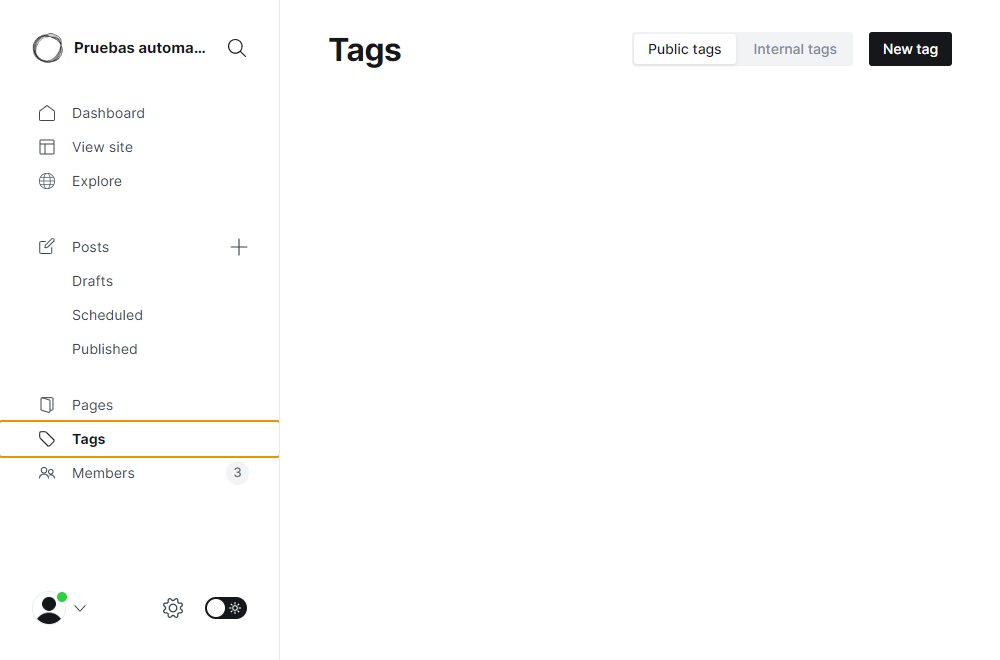 Pruebas automa...
Dashboard
View site
Explore
Posts
Drafts
Scheduled
Published
Pages
Tags
Members 3
Tags
Public tags Internal tags New tag